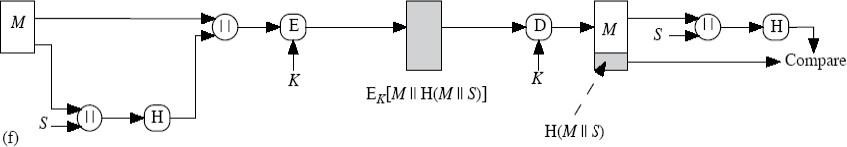 M || E D M S || H
K K Compare
E_K[M || H(M || S)]
S || H
H(M || S)
(f)